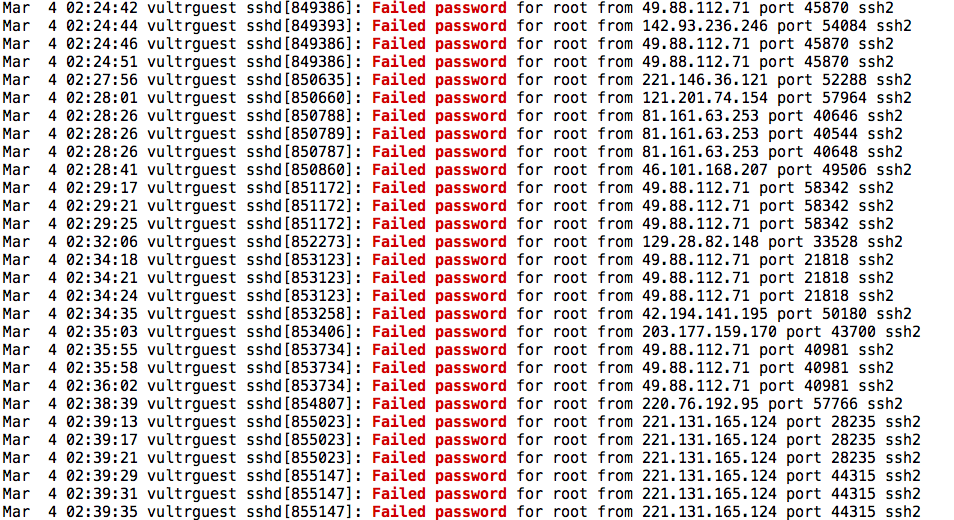 Mar  4 02:24:42 vultrguest sshd[849386]: Failed password for root from 49.88.112.71 port 45870 ssh2
Mar  4 02:24:44 vultrguest sshd[849393]: Failed password for root from 142.93.236.246 port 54084 ssh2
Mar  4 02:24:46 vultrguest sshd[849386]: Failed password for root from 49.88.112.71 port 45870 ssh2
Mar  4 02:24:51 vultrguest sshd[849386]: Failed password for root from 49.88.112.71 port 45870 ssh2
Mar  4 02:27:56 vultrguest sshd[850635]: Failed password for root from 221.146.36.121 port 52288 ssh2
Mar  4 02:28:01 vultrguest sshd[850660]: Failed password for root from 121.201.74.154 port 57964 ssh2
Mar  4 02:28:26 vultrguest sshd[850788]: Failed password for root from 81.161.63.253 port 40646 ssh2
Mar  4 02:28:26 vultrguest sshd[850789]: Failed password for root from 81.161.63.253 port 40544 ssh2
Mar  4 02:28:26 vultrguest sshd[850787]: Failed password for root from 81.161.63.253 port 40648 ssh2
Mar  4 02:28:41 vultrguest sshd[850860]: Failed password for root from 46.101.168.207 port 49506 ssh2
Mar  4 02:29:17 vultrguest sshd[851172]: Failed password for root from 49.88.112.71 port 58342 ssh2
Mar  4 02:29:21 vultrguest sshd[851172]: Failed password for root from 49.88.112.71 port 58342 ssh2
Mar  4 02:29:25 vultrguest sshd[851172]: Failed password for root from 49.88.112.71 port 58342 ssh2
Mar  4 02:32:06 vultrguest sshd[852273]: Failed password for root from 129.28.82.148 port 33528 ssh2
Mar  4 02:34:18 vultrguest sshd[853123]: Failed password for root from 49.88.112.71 port 21818 ssh2
Mar  4 02:34:21 vultrguest sshd[853123]: Failed password for root from 49.88.112.71 port 21818 ssh2
Mar  4 02:34:24 vultrguest sshd[853123]: Failed password for root from 49.88.112.71 port 21818 ssh2
Mar  4 02:34:35 vultrguest sshd[853258]: Failed password for root from 42.194.141.195 port 50180 ssh2
Mar  4 02:35:03 vultrguest sshd[853406]: Failed password for root from 203.177.159.170 port 43700 ssh2
Mar  4 02:35:55 vultrguest sshd[853734]: Failed password for root from 49.88.112.71 port 40981 ssh2
Mar  4 02:35:58 vultrguest sshd[853734]: Failed password for root from 49.88.112.71 port 40981 ssh2
Mar  4 02:36:02 vultrguest sshd[853734]: Failed password for root from 49.88.112.71 port 40981 ssh2
Mar  4 02:38:39 vultrguest sshd[854807]: Failed password for root from 220.76.192.95 port 57766 ssh2
Mar  4 02:39:13 vultrguest sshd[855023]: Failed password for root from 221.131.165.124 port 28235 ssh2
Mar  4 02:39:17 vultrguest sshd[855023]: Failed password for root from 221.131.165.124 port 28235 ssh2
Mar  4 02:39:21 vultrguest sshd[855023]: Failed password for root from 221.131.165.124 port 28235 ssh2
Mar  4 02:39:29 vultrguest sshd[855147]: Failed password for root from 221.131.165.124 port 44315 ssh2
Mar  4 02:39:31 vultrguest sshd[855147]: Failed password for root from 221.131.165.124 port 44315 ssh2
Mar  4 02:39:35 vultrguest sshd[855147]: Failed password for root from 221.131.165.124 port 44315 ssh2